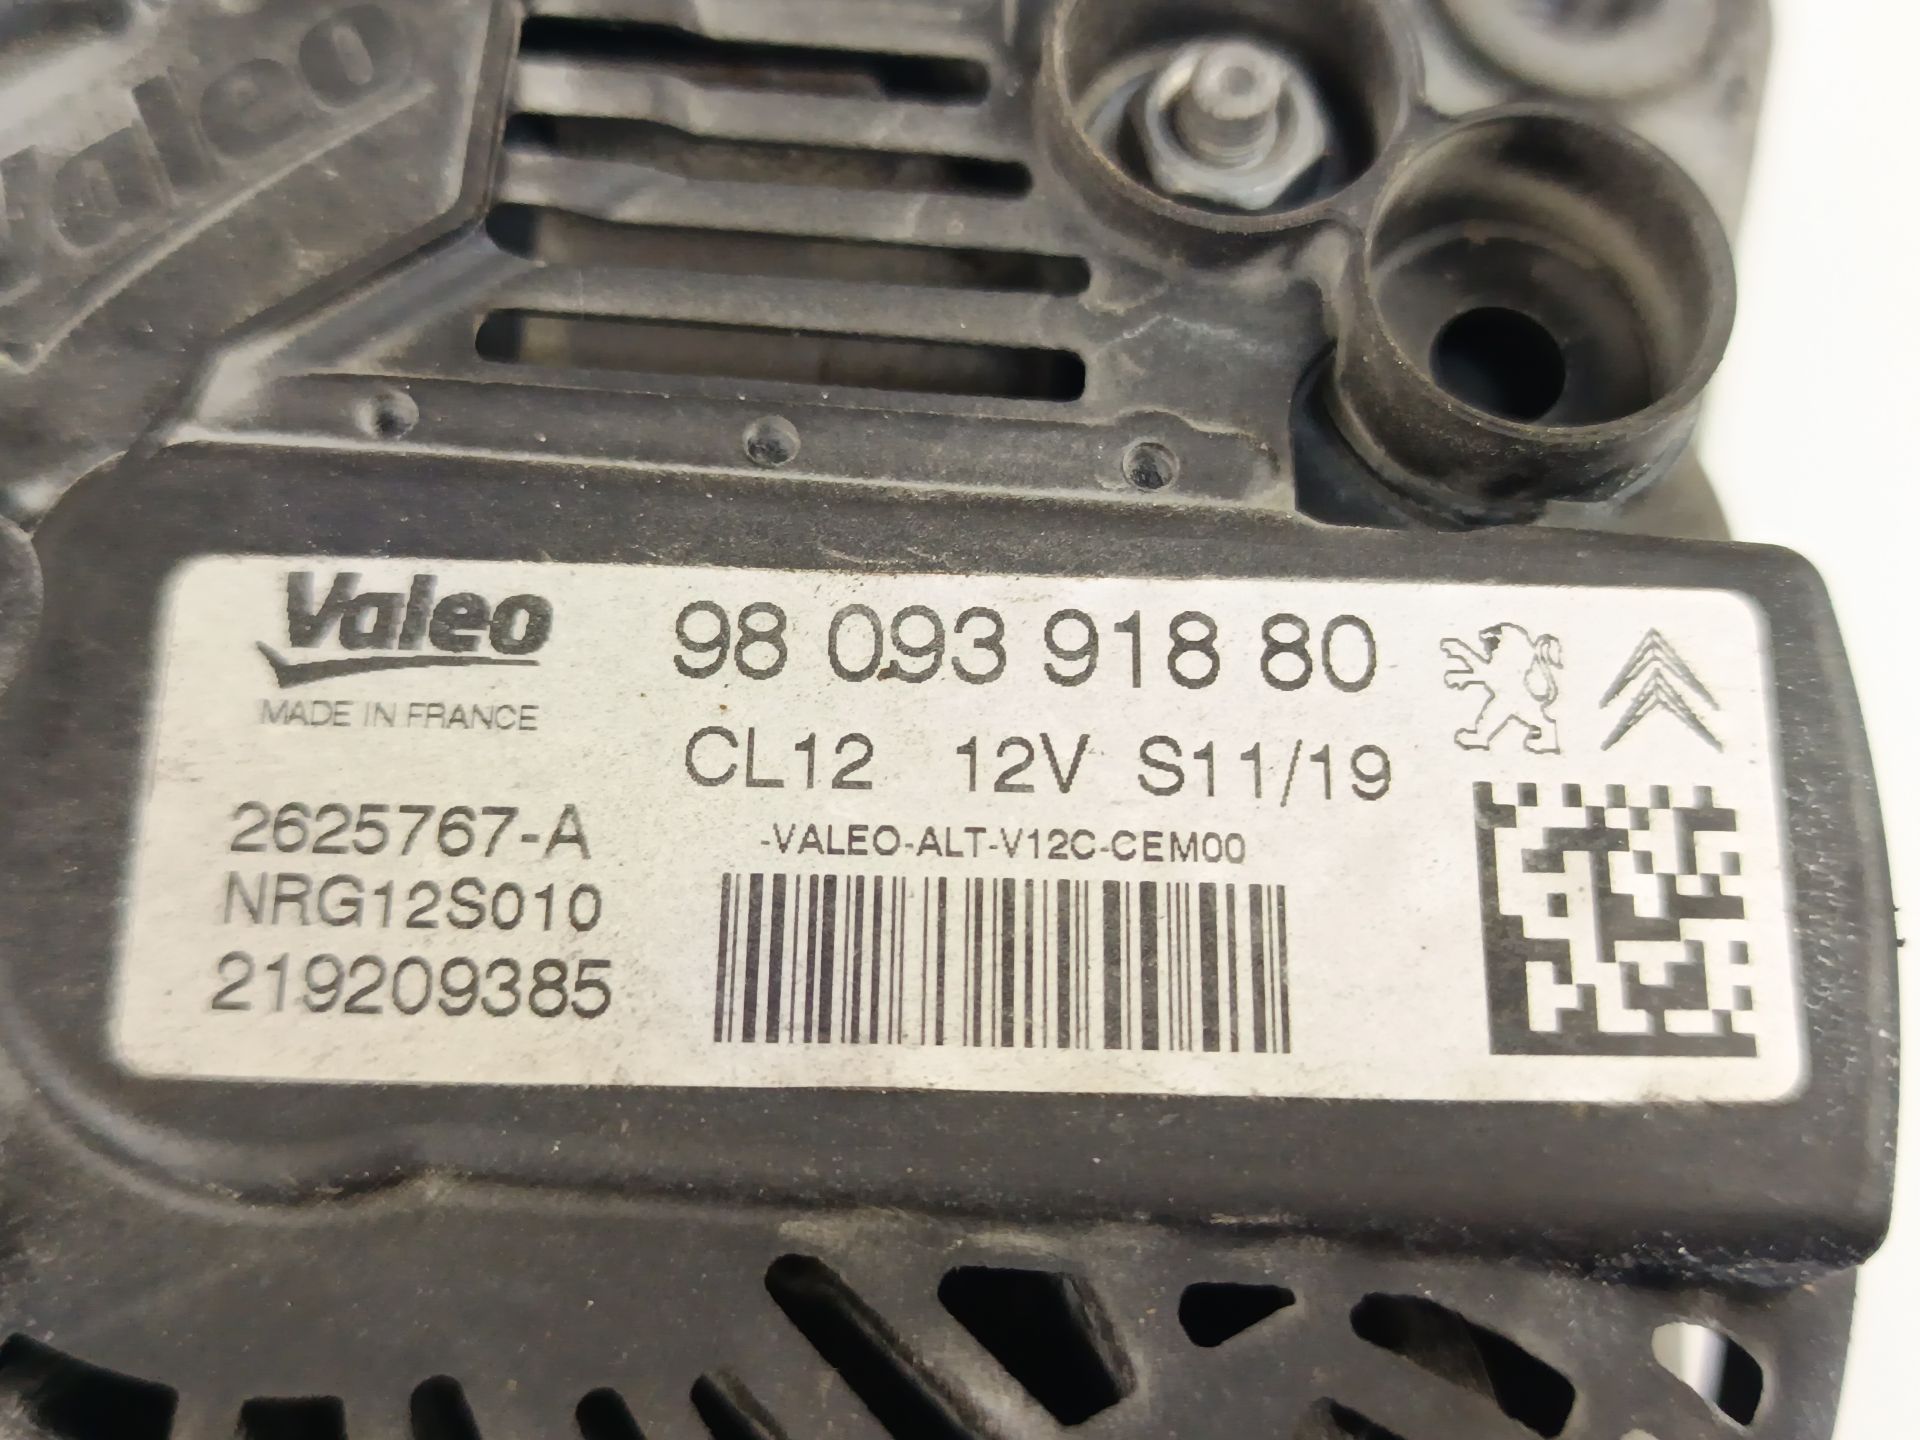 Valeo
Valeo
MADE IN FRANCE
98 093 918 80
CL12 12V S11/19
2625767-A
-VALEO-ALT-V12C-CEM00
NRG12S010
219209385